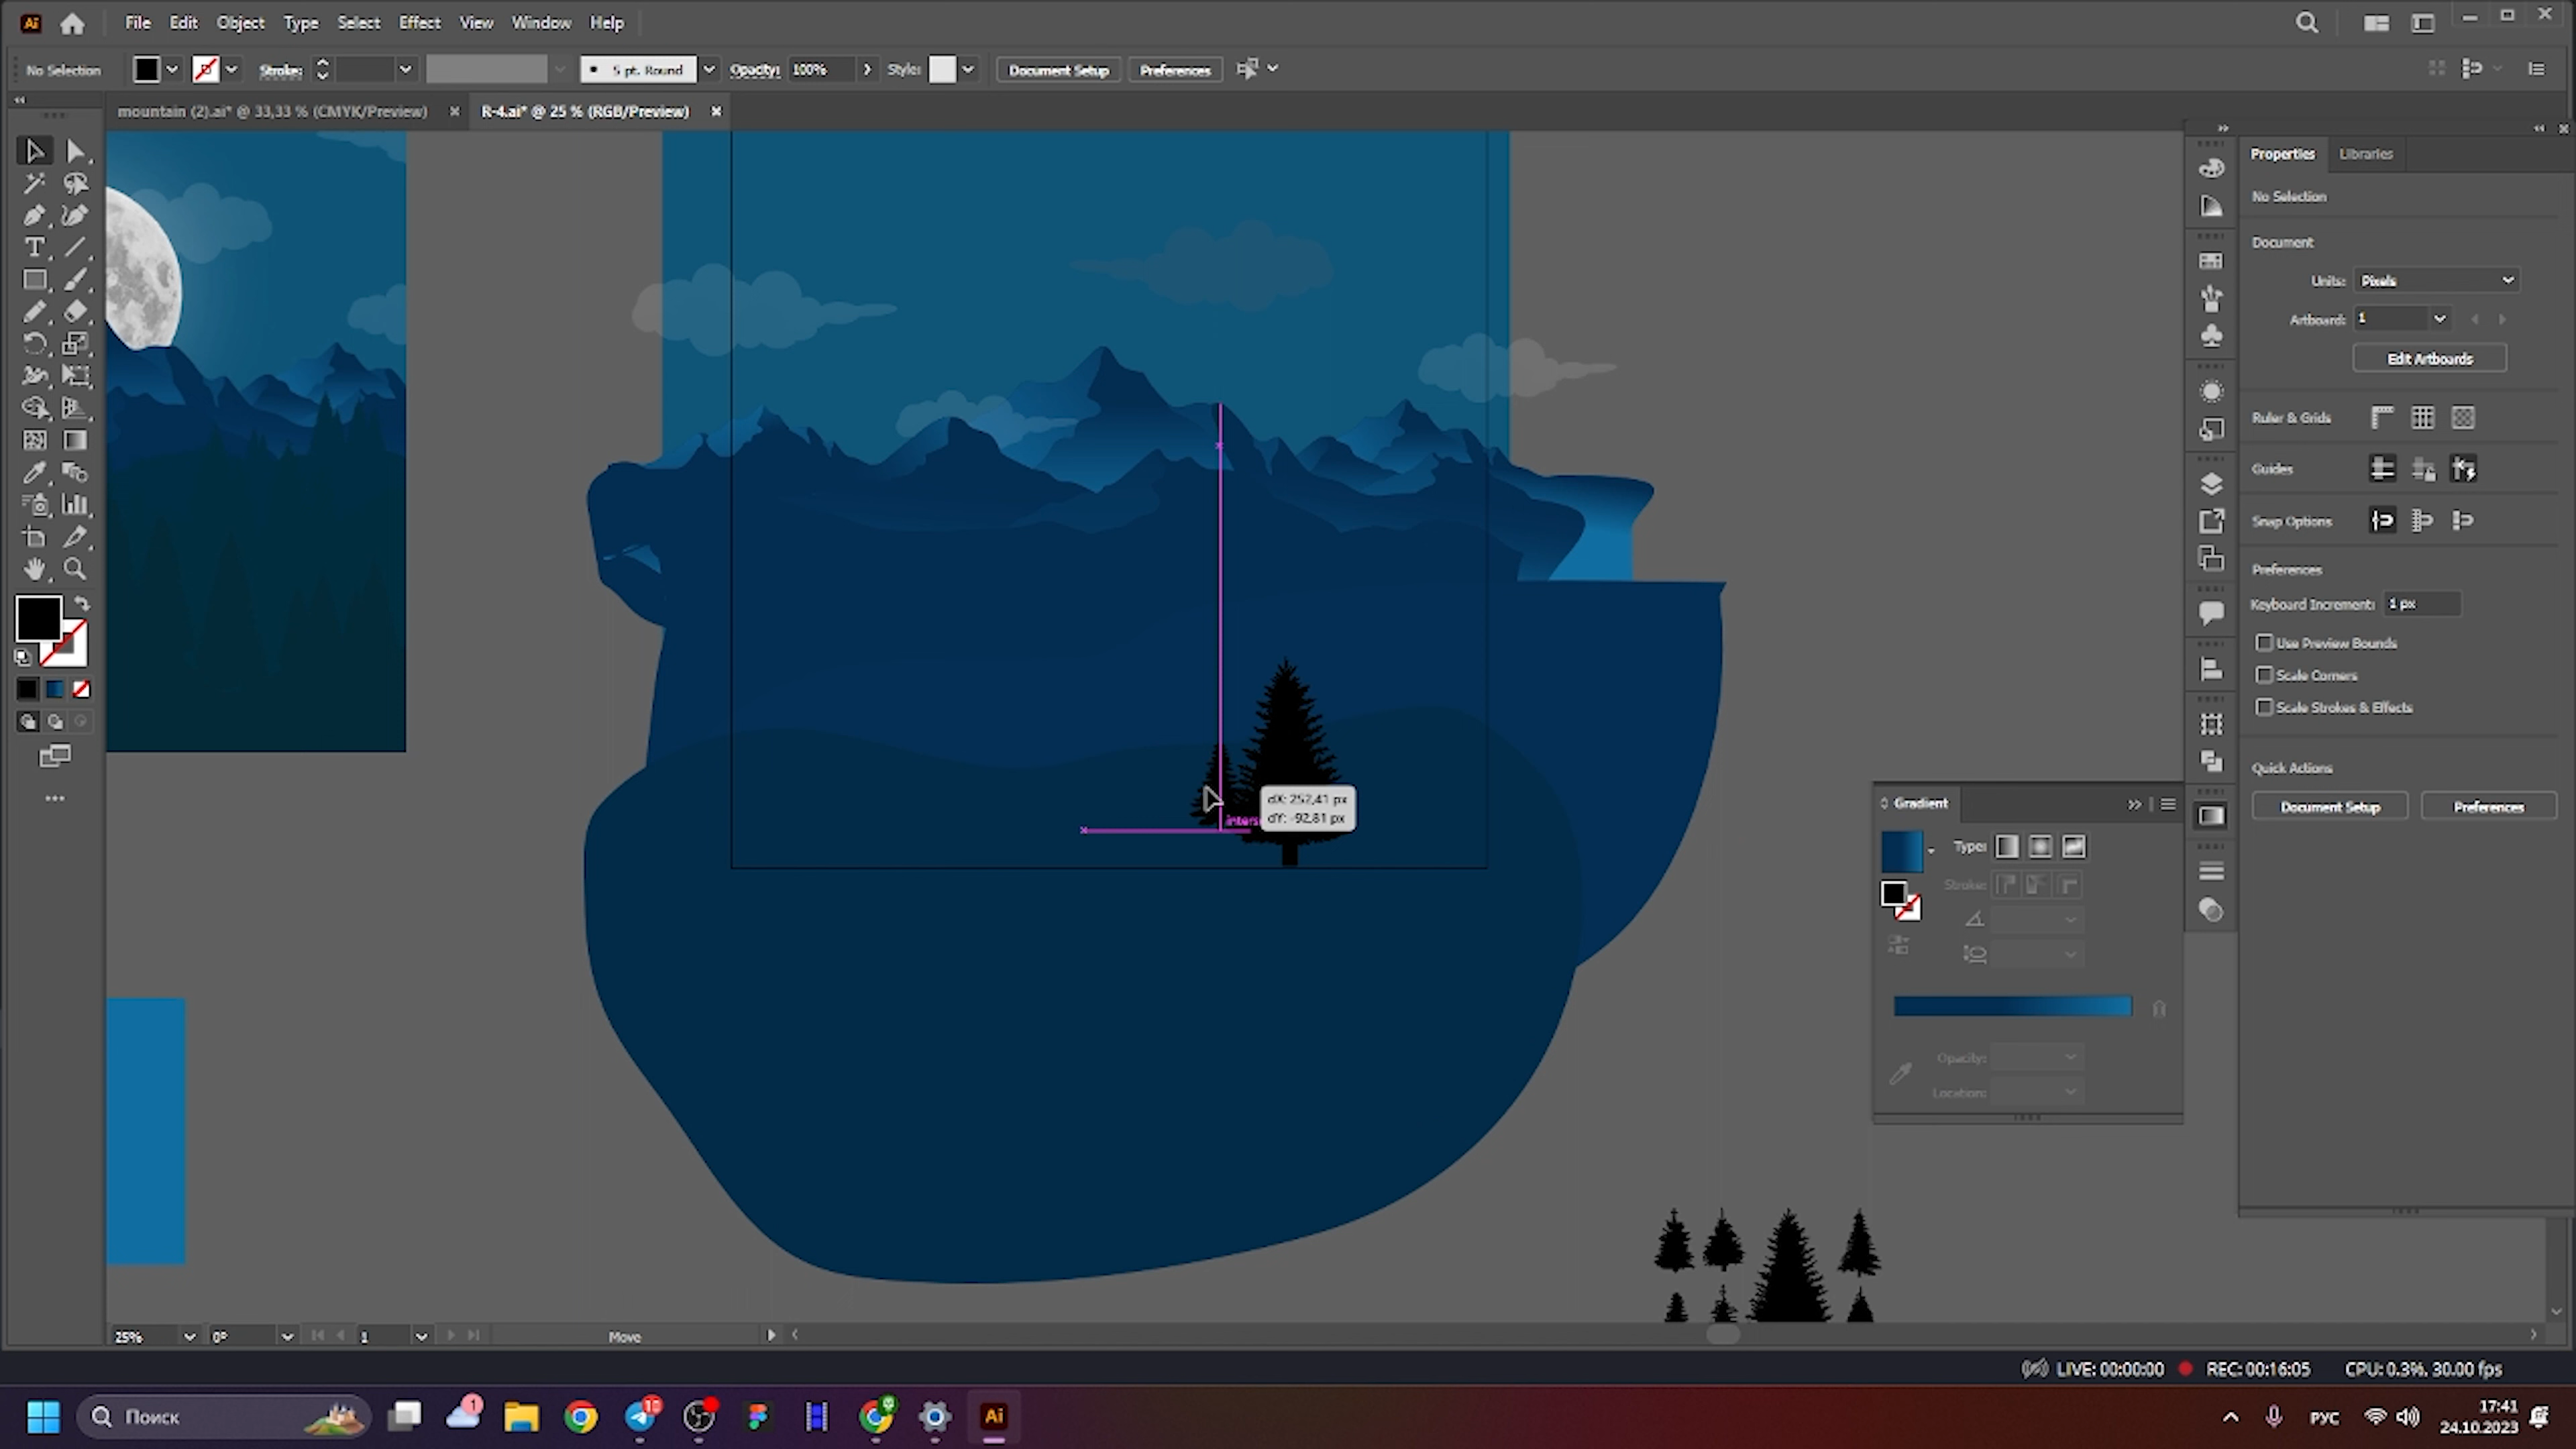 Ai File Edit Object Type Select Effect View Window Help
No Selection Stroke: 5 pt. Round Opacity: 100% Style: Document Setup Preferences
mountain (2).ai* @ 33,33 % (CMYK/Preview) R-4.ai* @ 25 % (RGB/Preview)
Properties Libraries
No Selection
Document
Units: Pixels
Artboard: 1
Edit Artboards
Ruler & Grids
Guides
Snap Options
Preferences
Keyboard Increment: 1 px
Use Preview Bounds
Scale Corners
Scale Strokes & Effects
Quick Actions
Document Setup Preferences
dX: 252,41 px
dY: -92,81 px
Gradient
Type:
Stroke:
Opacity:
Location:
25% 0° 1 Move
LIVE: 00:00:00 REC: 00:16:05 CPU: 0.3%, 30.00 fps
Поиск 1 Ai РУС 17:41
24.10.2023